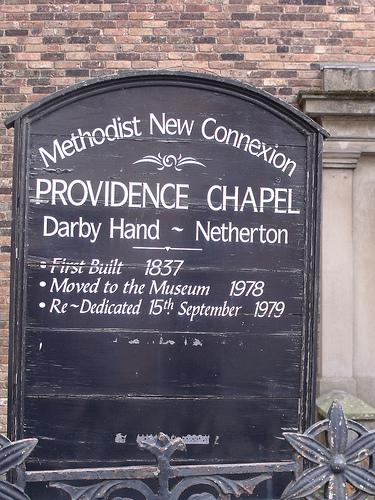 Methodist New Connexion
PROVIDENCE CHAPEL
Darby Hand ~ Netherton
• First Built 1837
• Moved to the Museum 1978
• Re~Dedicated 15th September 1979